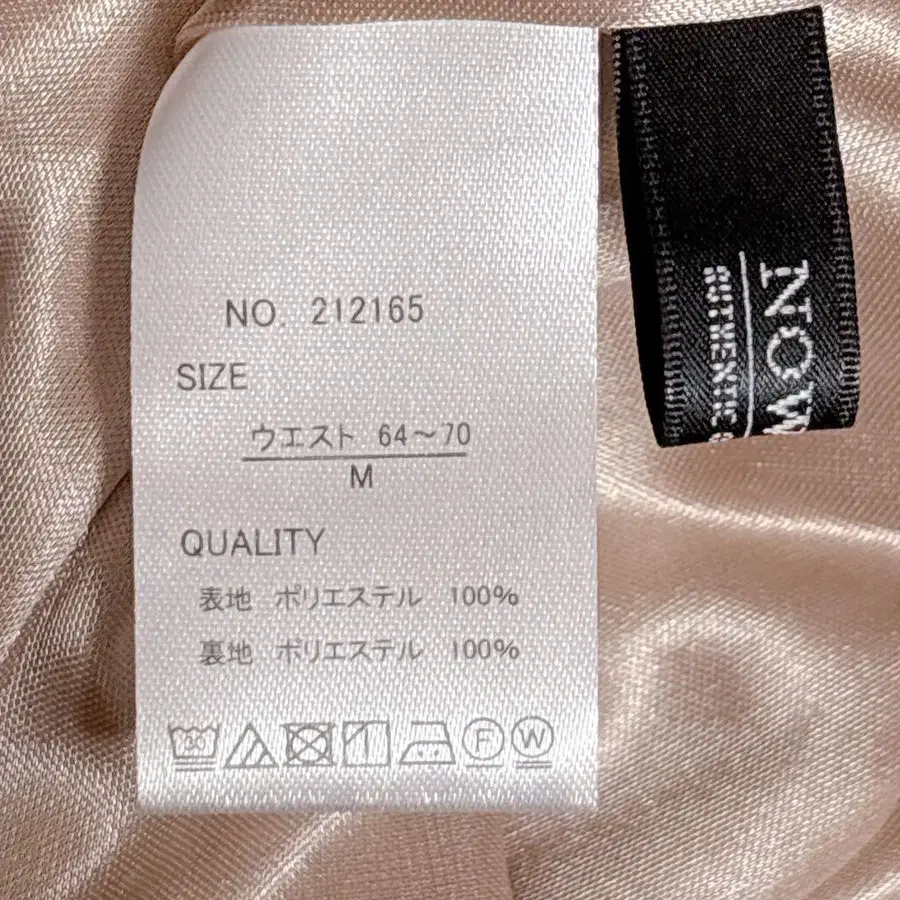 NO. 212165
SIZE
ウエスト 64～70
M
QUALITY
表地 ポリエステル 100%
裏地 ポリエステル 100%
30
F
W